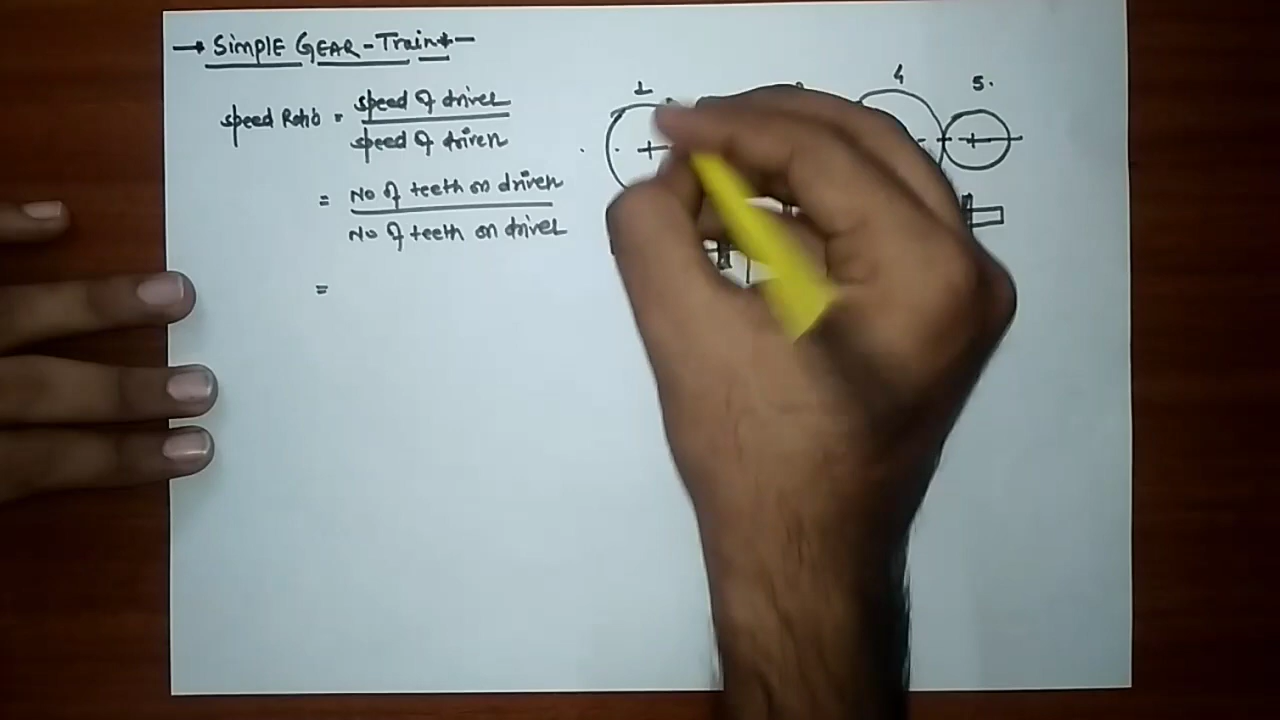 → Simple GEAR-Train :-
speed Ratio = speed of driver
speed of driven
= No of teeth on driven
No of teeth on driver
=
1
4
5.